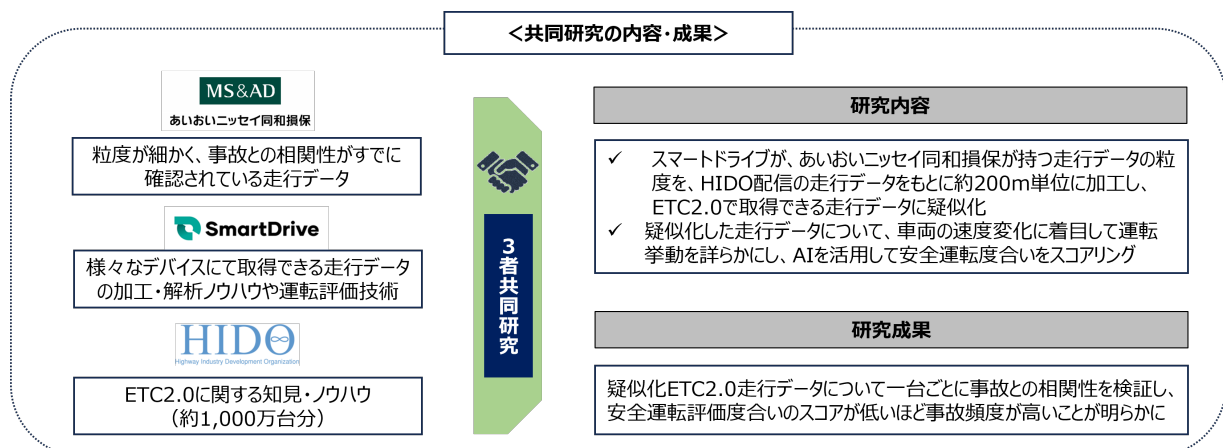 ＜共同研究の内容・成果＞
MS&AD
あいおいニッセイ同和損保
粒度が細かく、事故との相関性がすでに
確認されている走行データ
SmartDrive
様々なデバイスにて取得できる走行データ
の加工・解析ノウハウや運転評価技術
HIDO
Highway Industry Development Organization
ETC2.0に関する知見・ノウハウ
（約1,000万台分）
3者共同研究
研究内容
✓ スマートドライブが、あいおいニッセイ同和損保が持つ走行データの粒
度を、HIDO配信の走行データをもとに約200m単位に加工し、
ETC2.0で取得できる走行データに疑似化
✓ 疑似化した走行データについて、車両の速度変化に着目して運転
挙動を詳らかにし、AIを活用して安全運転度合いをスコアリング
研究成果
疑似化ETC2.0走行データについて一台ごとに事故との相関性を検証し、
安全運転評価度合いのスコアが低いほど事故頻度が高いことが明らかに